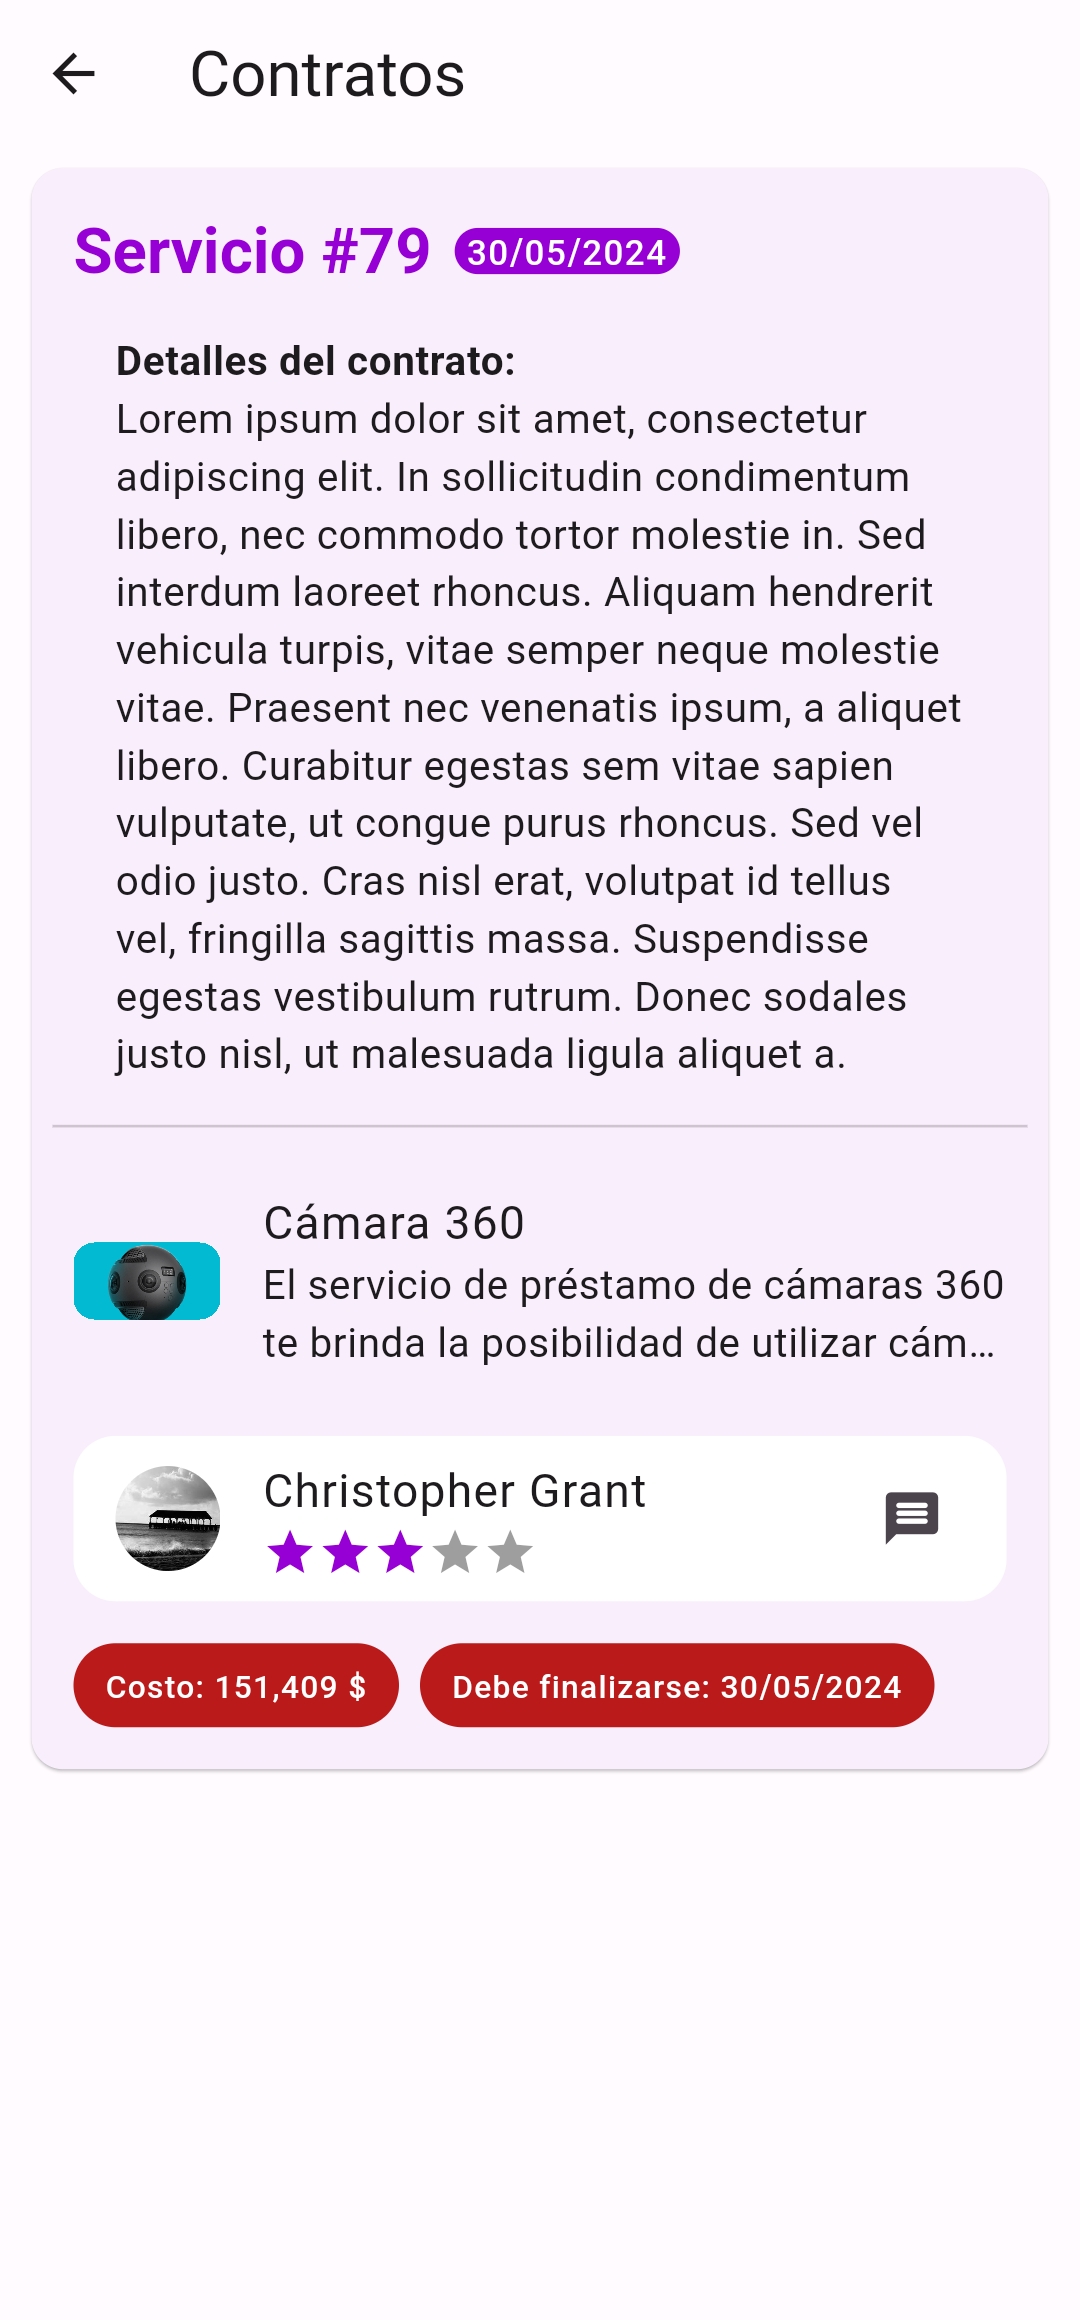 Contratos
Servicio #79 30/05/2024
Detalles del contrato:
Lorem ipsum dolor sit amet, consectetur
adipiscing elit. In sollicitudin condimentum
libero, nec commodo tortor molestie in. Sed
interdum laoreet rhoncus. Aliquam hendrerit
vehicula turpis, vitae semper neque molestie
vitae. Praesent nec venenatis ipsum, a aliquet
libero. Curabitur egestas sem vitae sapien
vulputate, ut congue purus rhoncus. Sed vel
odio justo. Cras nisl erat, volutpat id tellus
vel, fringilla sagittis massa. Suspendisse
egestas vestibulum rutrum. Donec sodales
justo nisl, ut malesuada ligula aliquet a.
Cámara 360
El servicio de préstamo de cámaras 360
te brinda la posibilidad de utilizar cám...
Christopher Grant
Costo: 151,409 $
Debe finalizarse: 30/05/2024